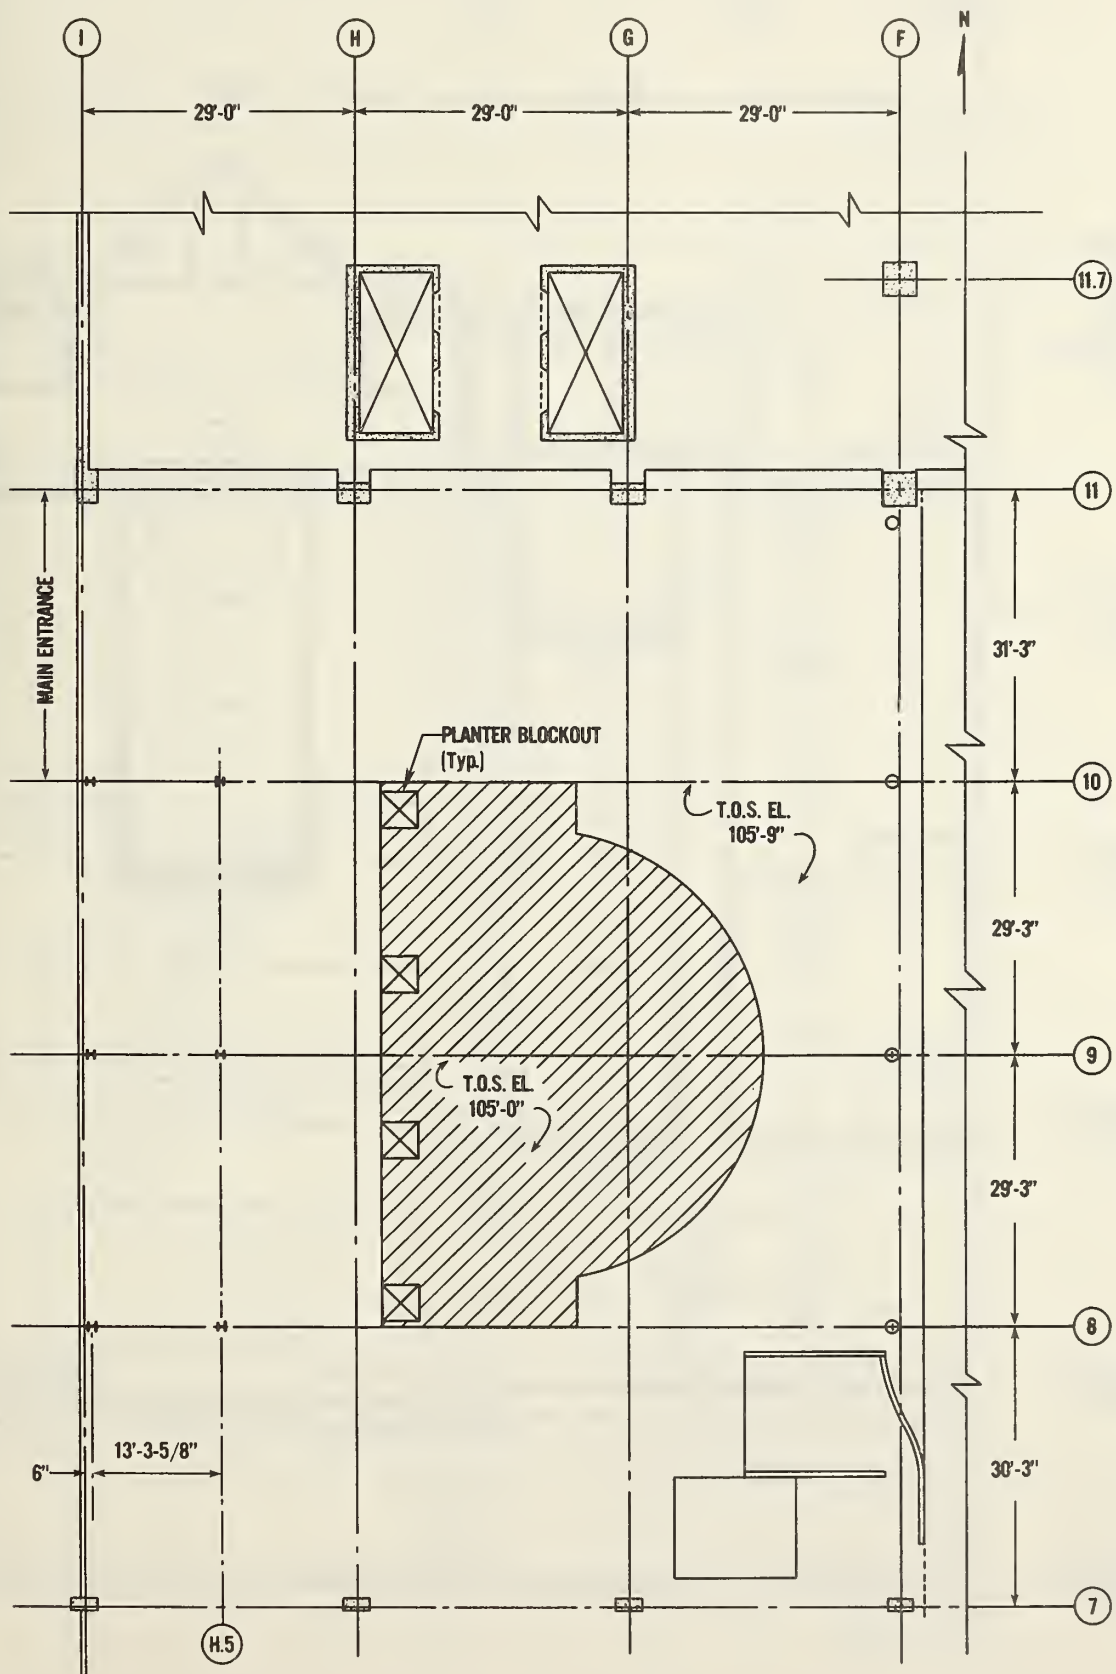 N
I
H
G
F
29'-0"
29'-0"
29'-0"
11.7
11
MAIN ENTRANCE
31'-3"
PLANTER BLOCKOUT
(Typ.)
10
T.O.S. EL.
105'-9"
29'-3"
9
T.O.S. EL.
105'-0"
29'-3"
8
13'-3-5/8"
6"
30'-3"
7
H.5